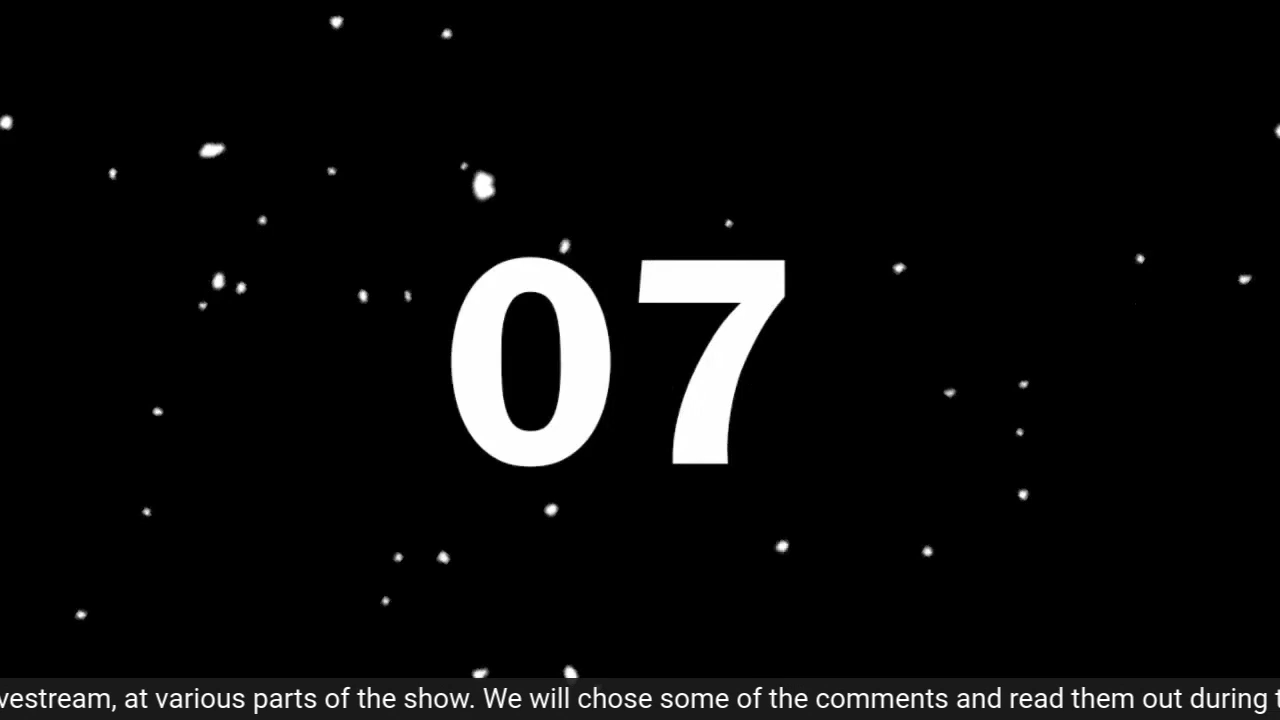 07
vestream, at various parts of the show. We will chose some of the comments and read them out during